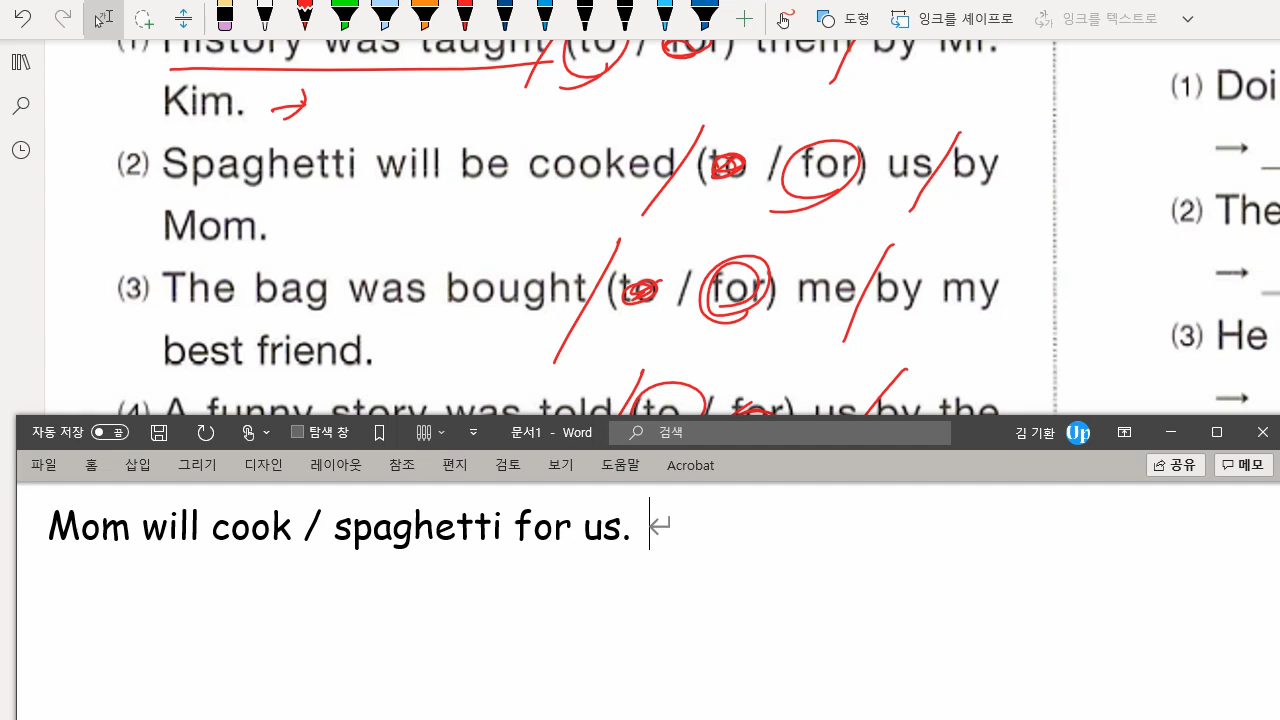 도형
잉크를 셰이프로
잉크를 텍스트로
(1) History was taught (to / for) them by Mr.
Kim.
(2) Spaghetti will be cooked (to / for) us by
Mom.
(3) The bag was bought (to / for) me by my
best friend.
(4) A funny story was told (to / for) us by the
(1) Doi
→
(2) The
→
(3) He
→
자동 저장 끔 탐색 창 문서1 - Word 검색 김 기환 Up
파일 홈 삽입 그리기 디자인 레이아웃 참조 편지 검토 보기 도움말 Acrobat 공유 메모
Mom will cook / spaghetti for us.